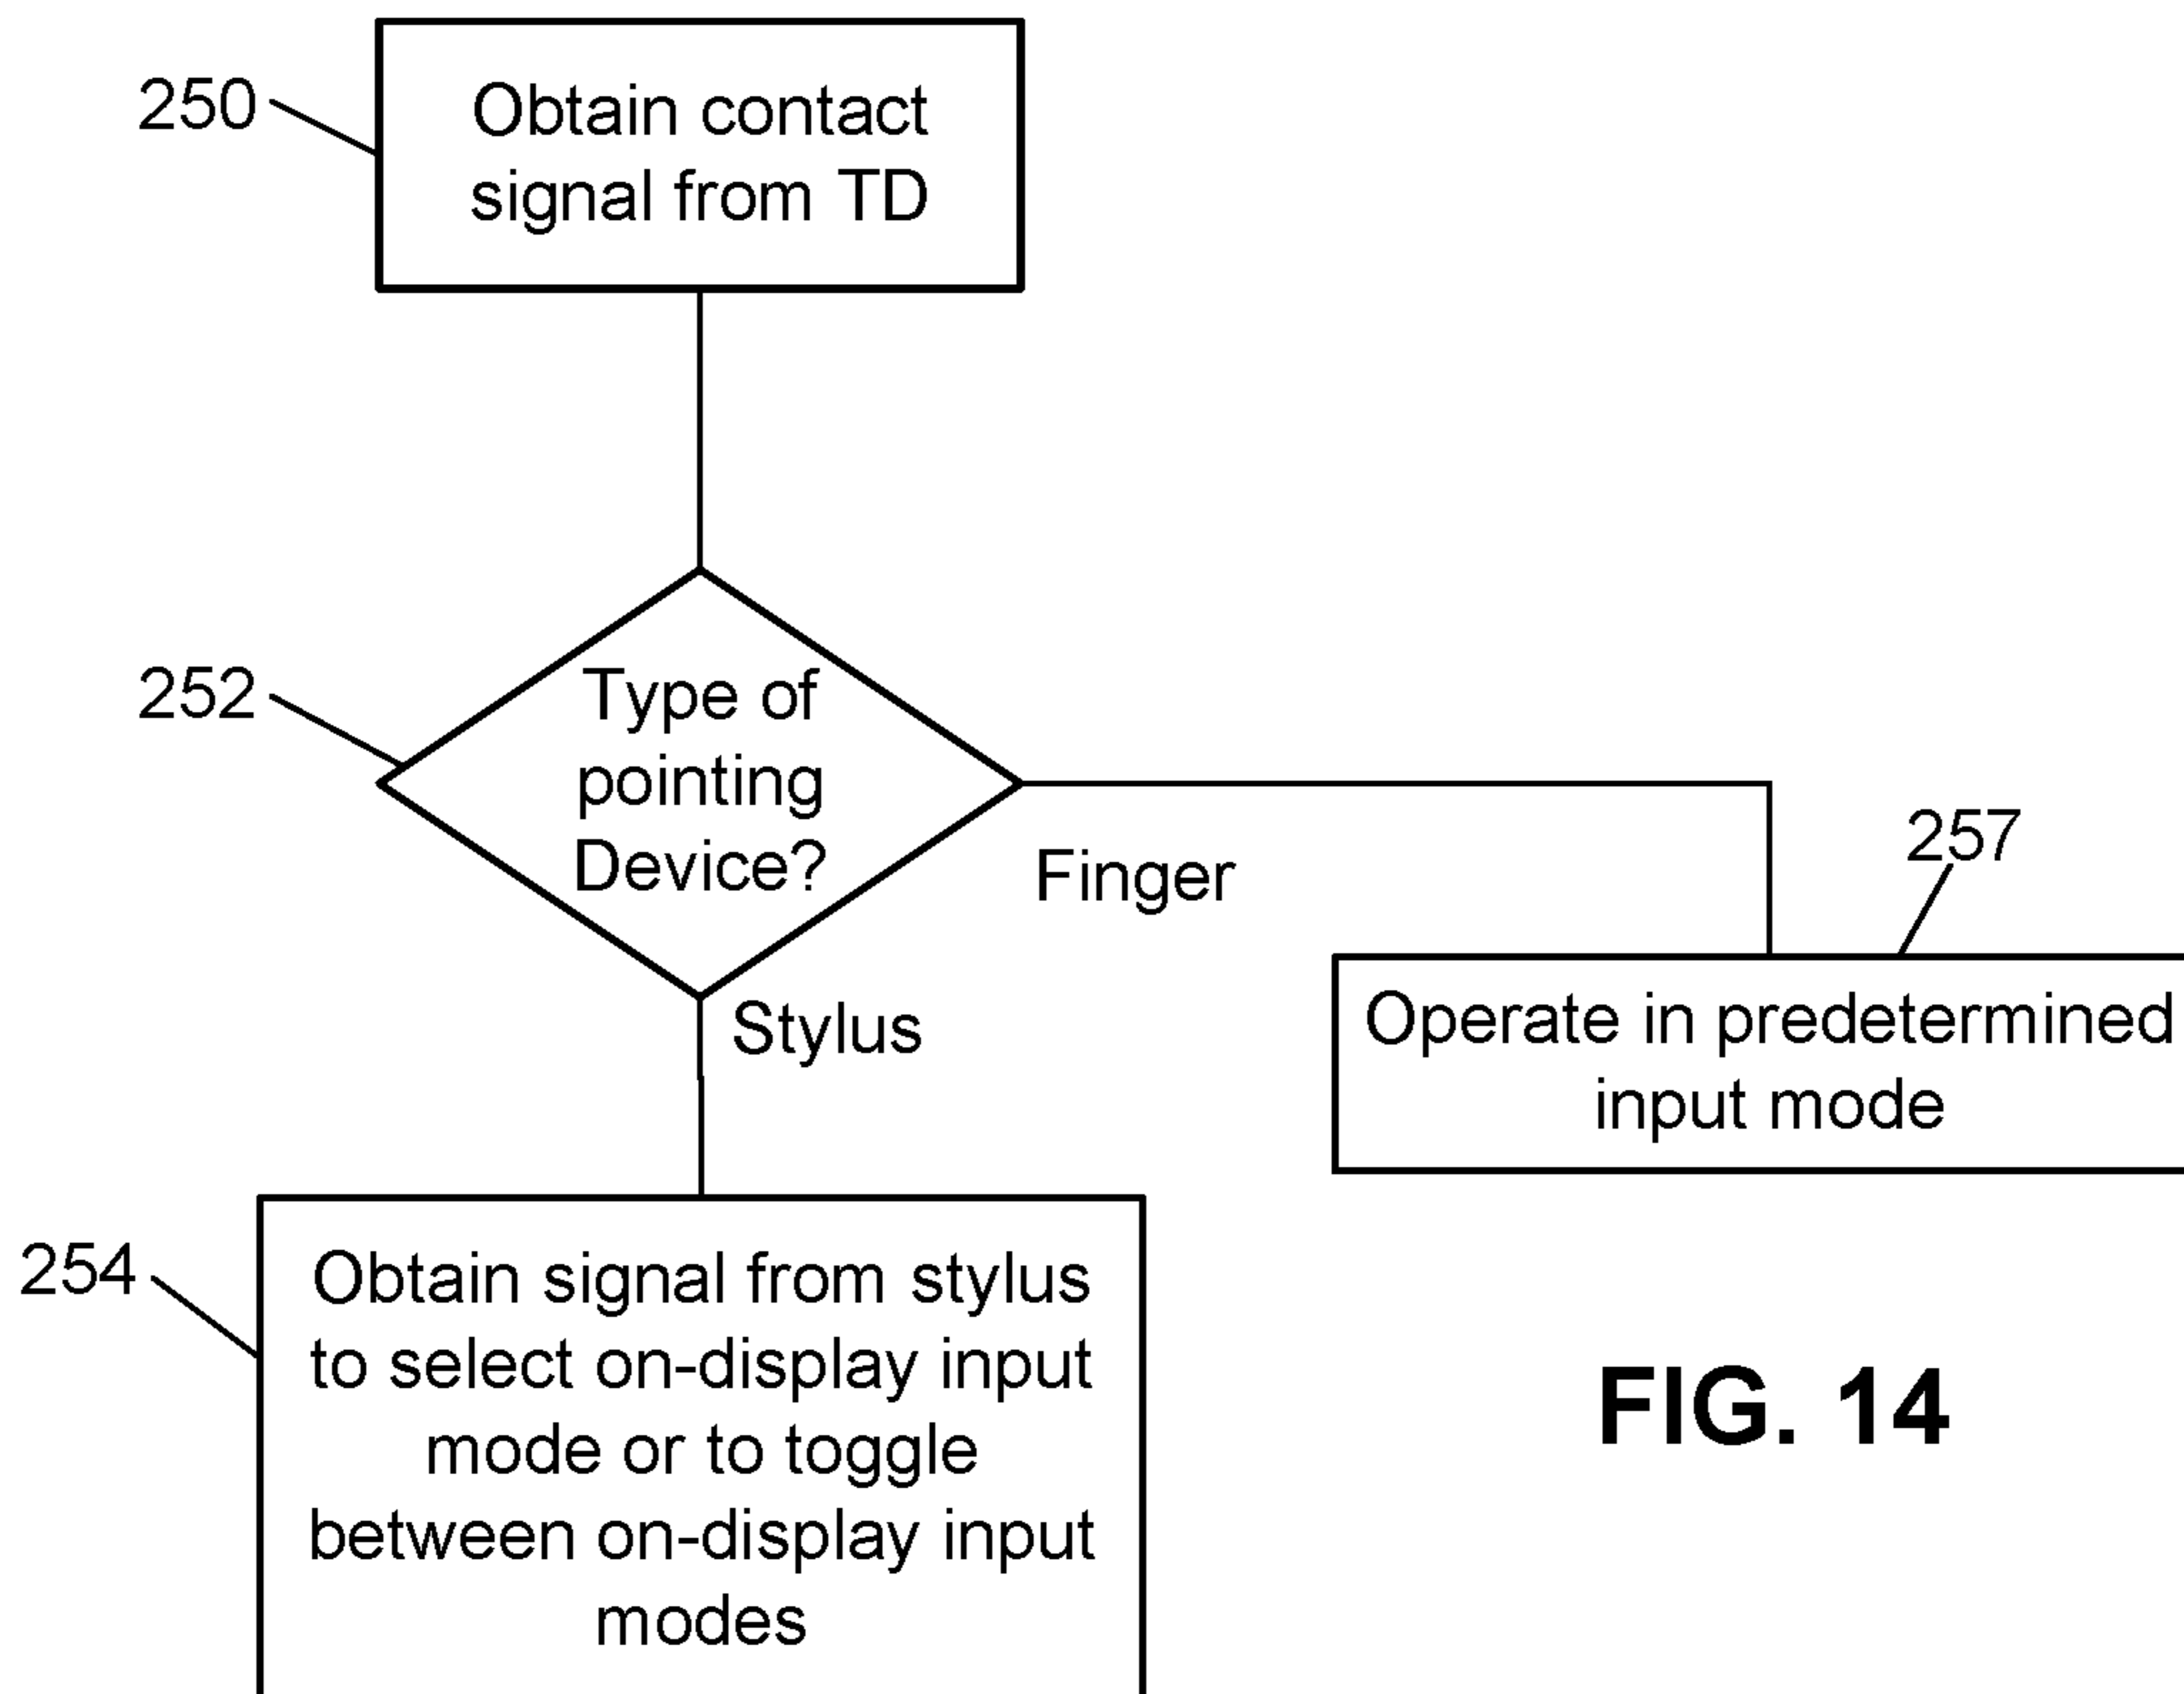 250
Obtain contact
signal from TD
252
Type of
pointing
Device?
Finger
257
Stylus
Operate in predetermined
input mode
254
Obtain signal from stylus
to select on-display input
mode or to toggle
between on-display input
modes
FIG. 14